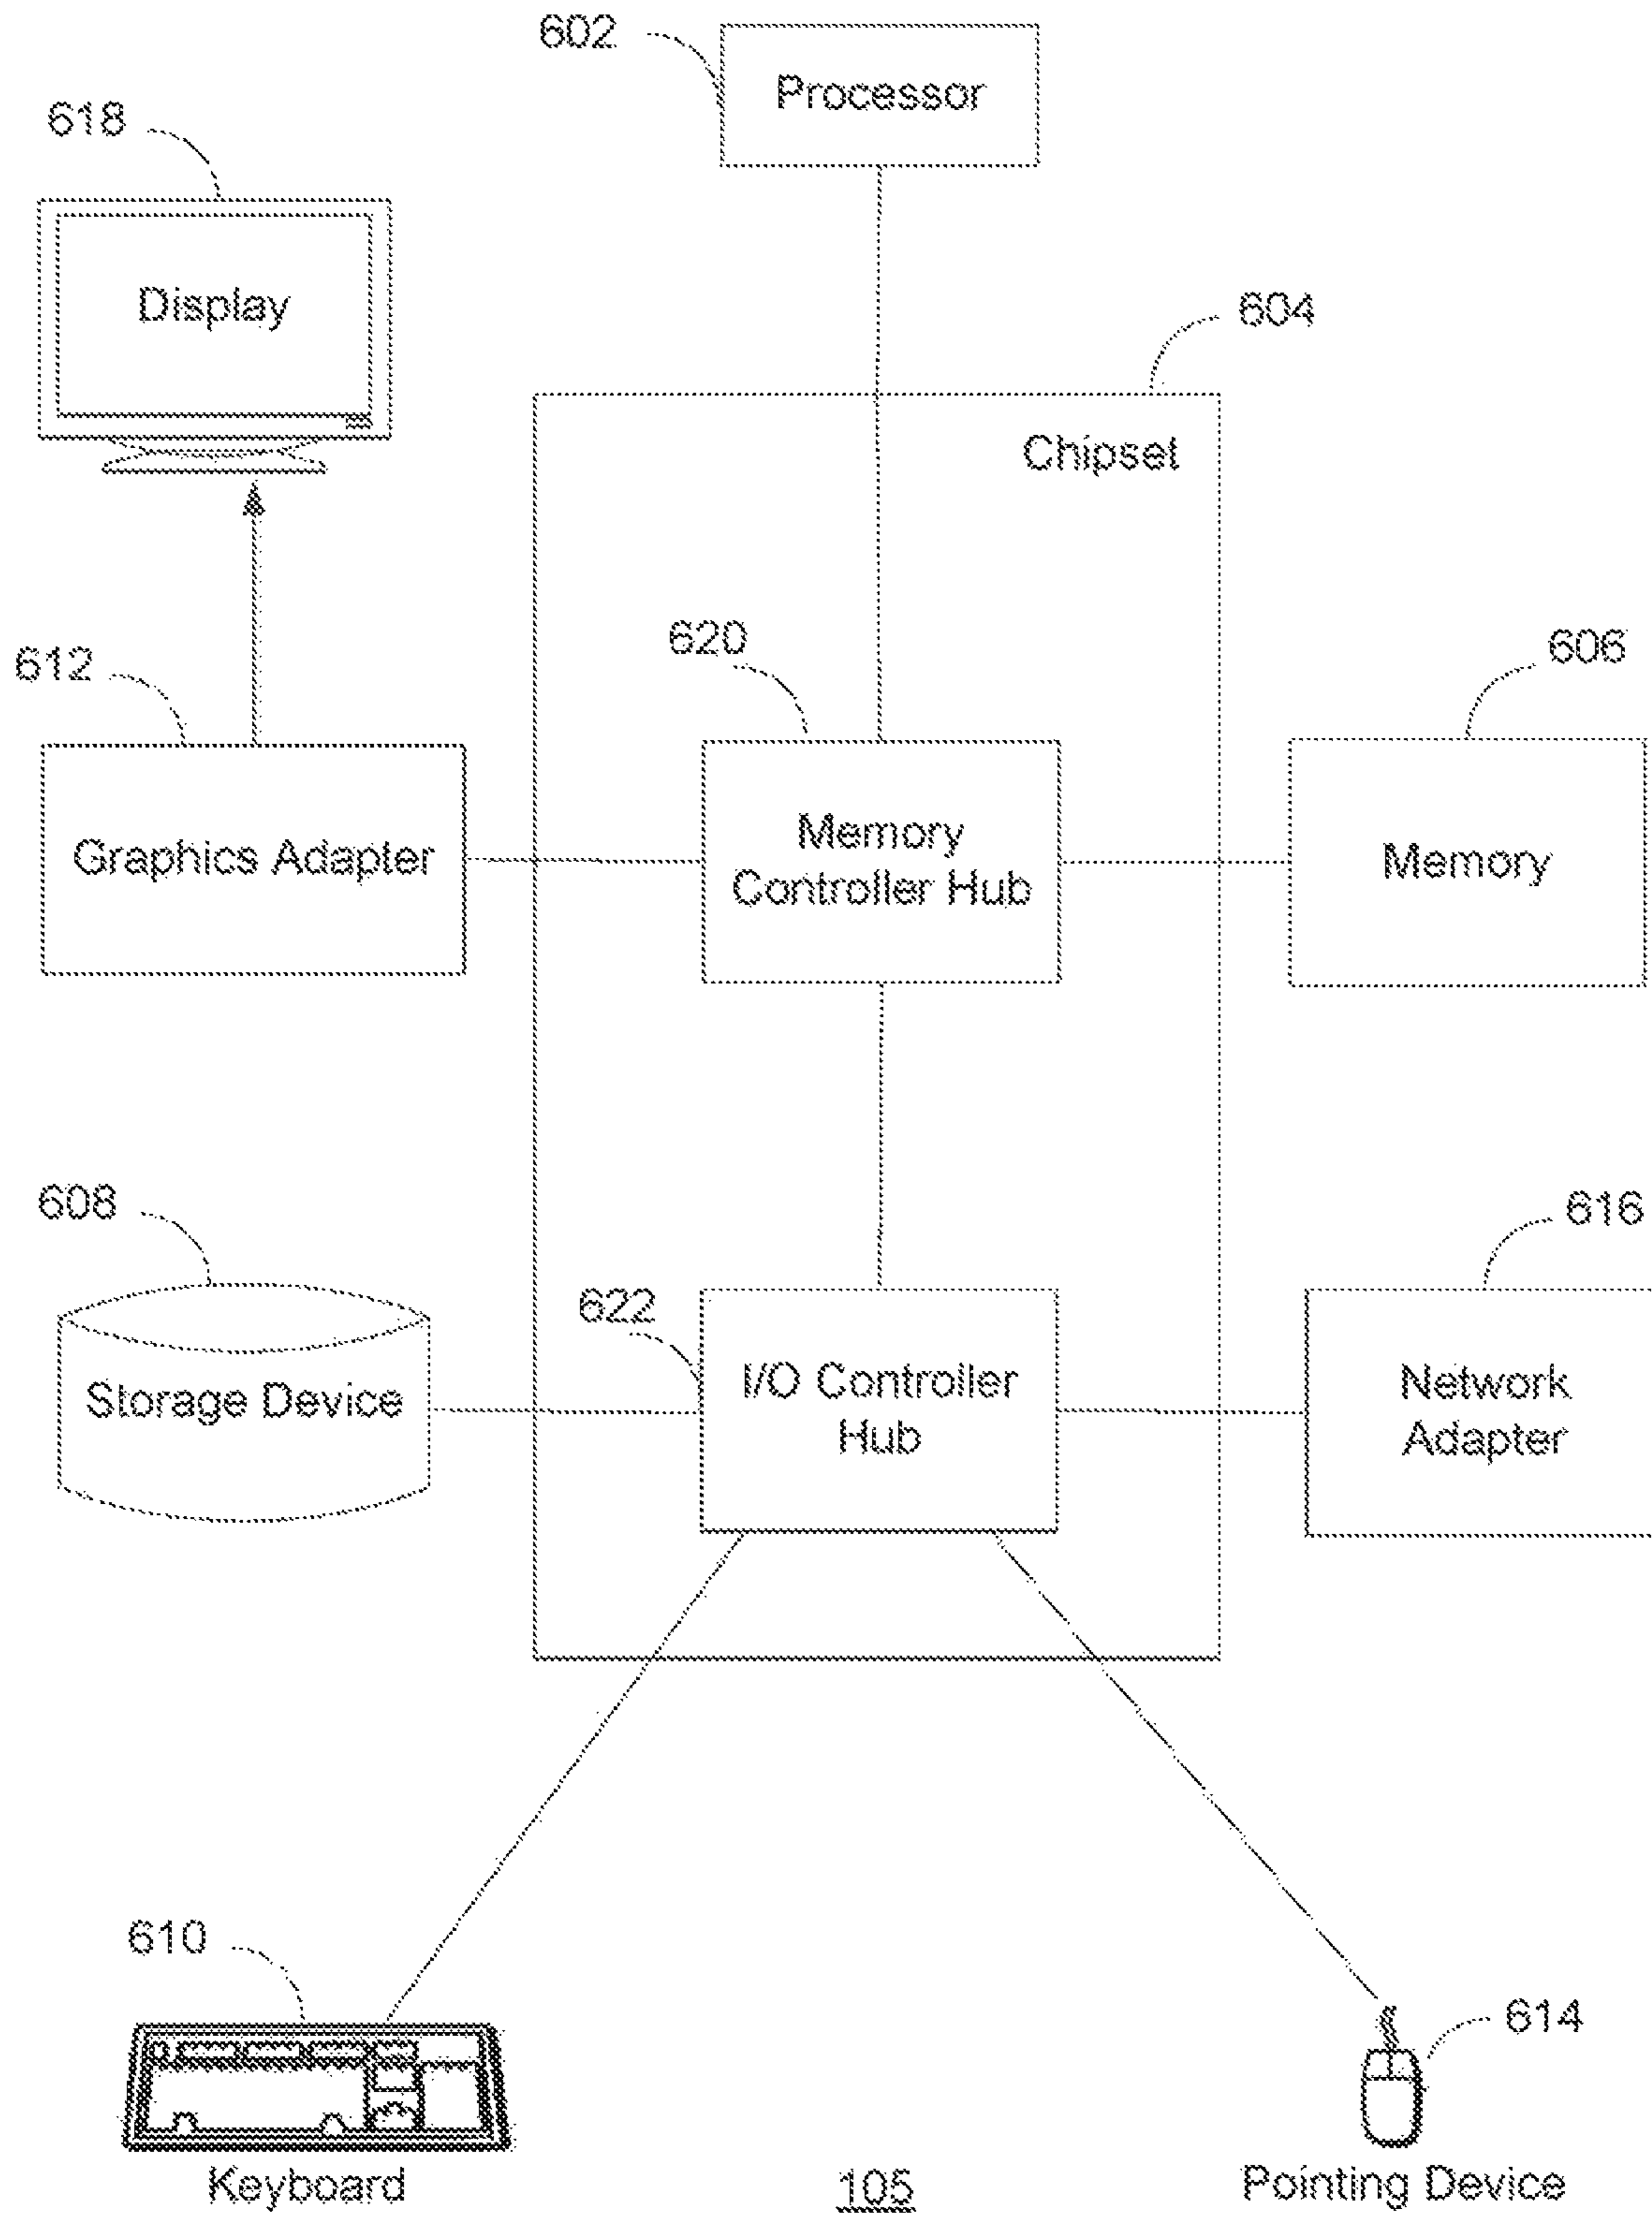 602
Processor
618
Display
604
Chipset
620
606
612
Memory
Controller Hub
Graphics Adapter
Memory
608
616
622
I/O Controller
Hub
Storage Device
Network
Adapter
610
614
Keyboard
105
Pointing Device